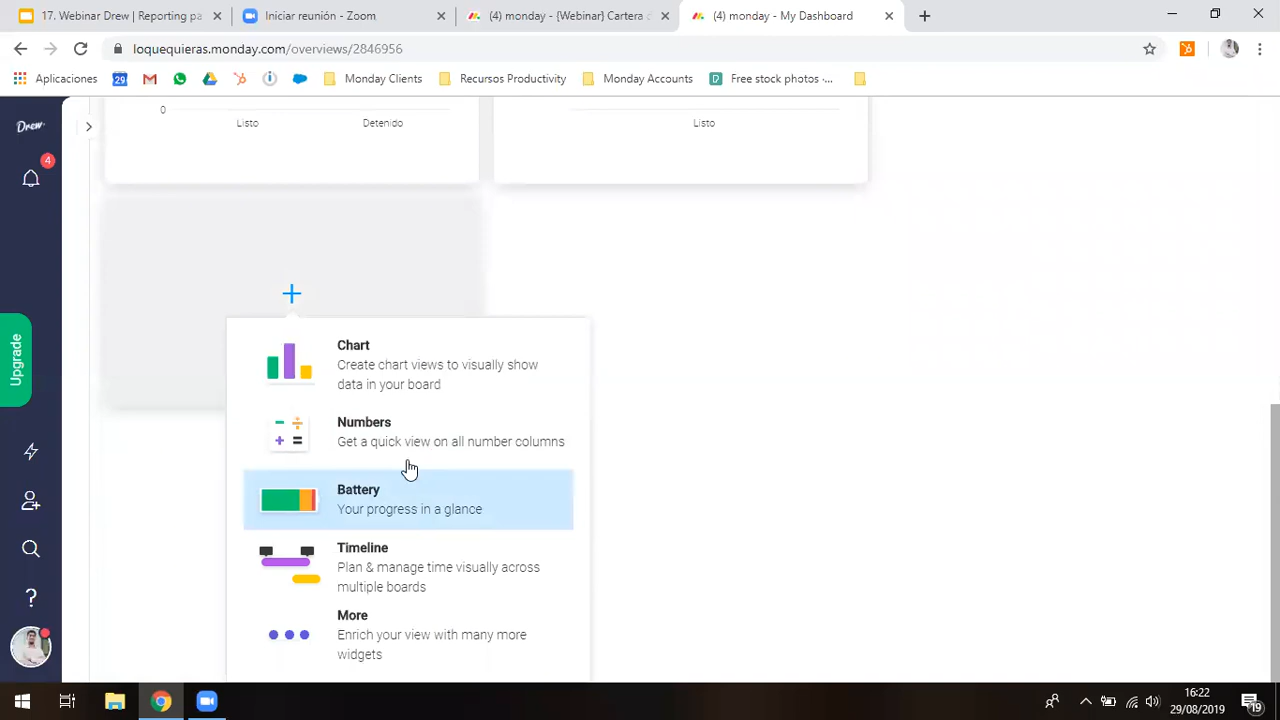 17. Webinar Drew | Reporting pa
Iniciar reunión - Zoom
(4) monday - {Webinar} Cartera c
(4) monday - My Dashboard
loquequieras.monday.com/overviews/2846956
Aplicaciones
29
Monday Clients
Recursos Productivity
Monday Accounts
Free stock photos ·...
Drew
4
0
Listo
Detenido
Listo
Upgrade
Chart
Create chart views to visually show
data in your board
Numbers
Get a quick view on all number columns
Battery
Your progress in a glance
Timeline
Plan & manage time visually across
multiple boards
More
Enrich your view with many more
widgets
16:22
29/08/2019
19